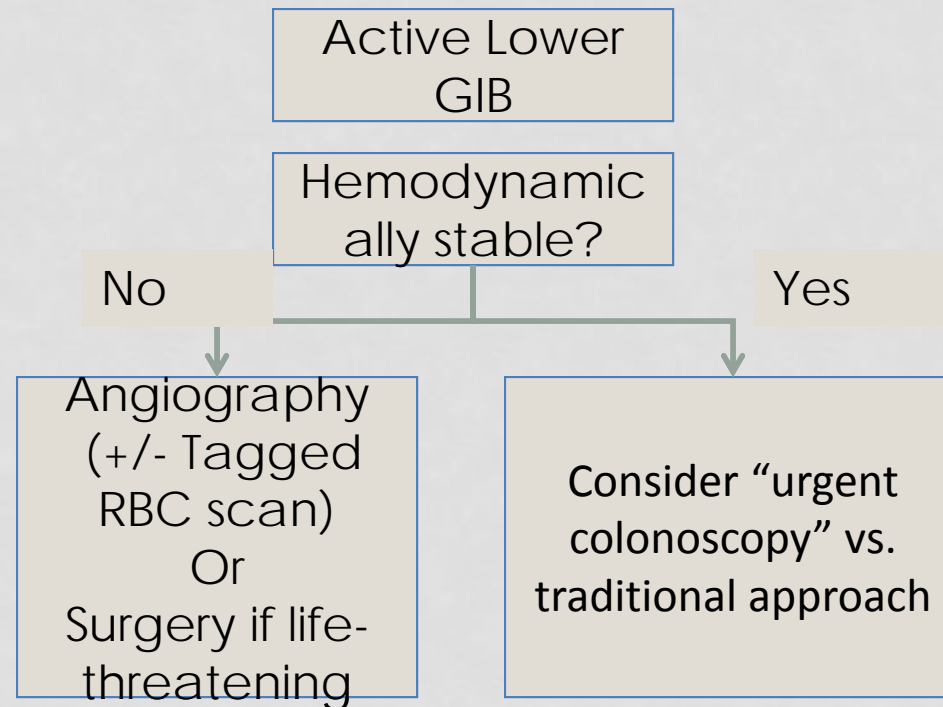 Active Lower
GIB
Hemodynamic
ally stable?
No
Yes
Angiography
(+/- Tagged
RBC scan)
Or
Surgery if life-
threatening
Consider “urgent
colonoscopy” vs.
traditional approach